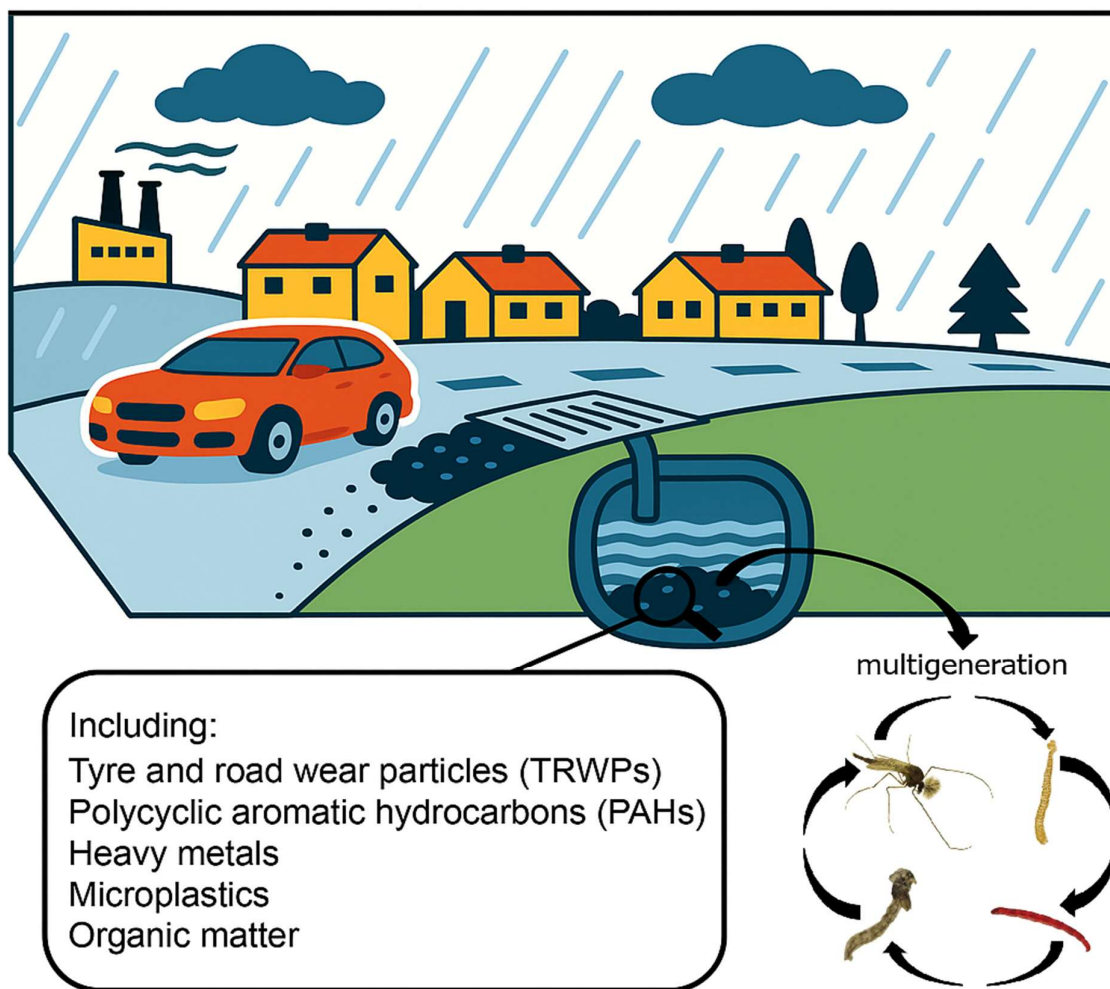 multigeneration
Including:
Tyre and road wear particles (TRWPs)
Polycyclic aromatic hydrocarbons (PAHs)
Heavy metals
Microplastics
Organic matter